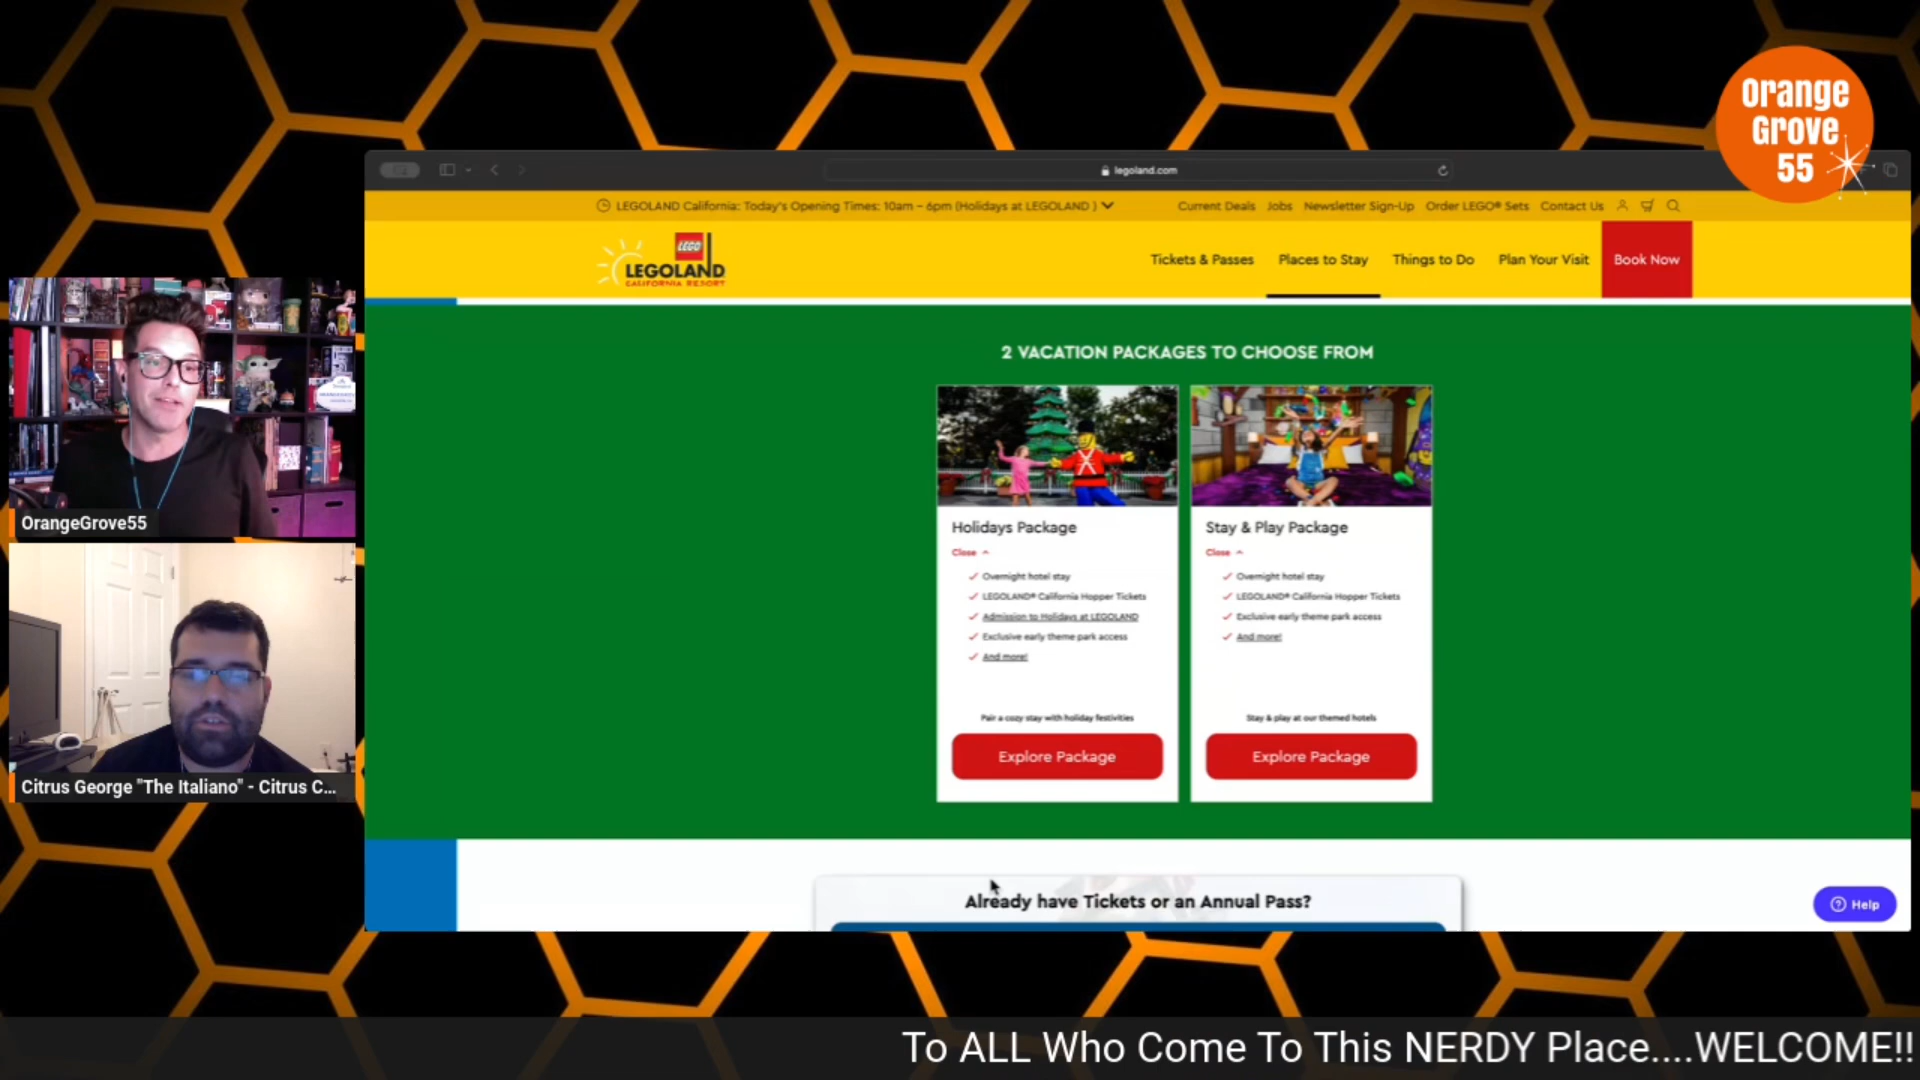 Orange
Grove
55
legoland.com
LEGOLAND California: Today's Opening Times: 10am – 6pm (Holidays at LEGOLAND )
Current Deals Jobs Newsletter Sign-Up Order LEGO® Sets Contact Us
LEGO
LEGOLAND
CALIFORNIA RESORT
Tickets & Passes Places to Stay Things to Do Plan Your Visit Book Now
2 VACATION PACKAGES TO CHOOSE FROM
Holidays Package
Close
Overnight hotel stay
LEGOLAND® California Hopper Tickets
Admission to Holidays at LEGOLAND
Exclusive early theme park access
And more!
Pair a cozy stay with holiday festivities
Explore Package
Stay & Play Package
Close
Overnight hotel stay
LEGOLAND® California Hopper Tickets
Exclusive early theme park access
And more!
Stay & play at our themed hotels
Explore Package
Already have Tickets or an Annual Pass?
Help
OrangeGrove55
Citrus George "The Italiano" - Citrus C...
To ALL Who Come To This NERDY Place....WELCOME!!